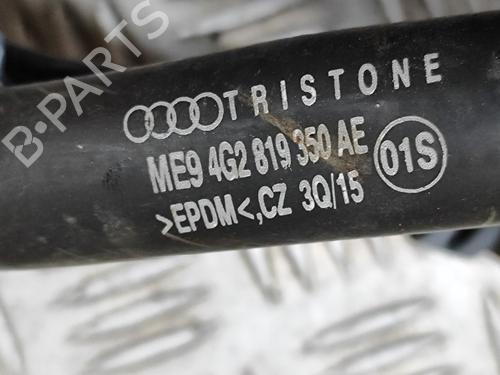 TRISTONE
ME9 4G2 819 350 AE
01S
>EPDM<,CZ 3Q/15
B-PARTS